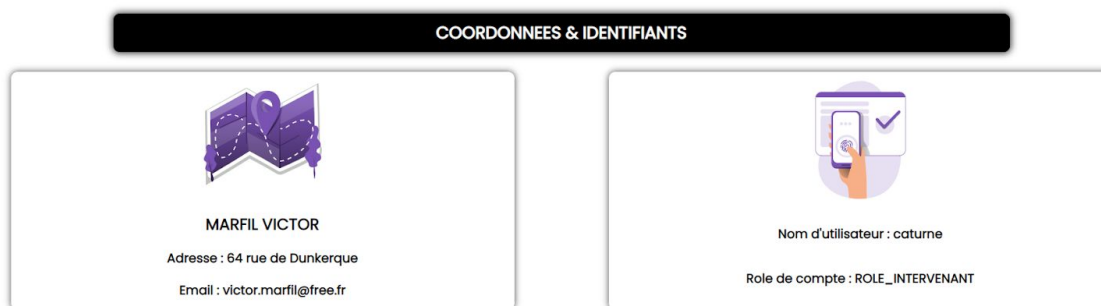 COORDONNEES & IDENTIFIANTS
MARFIL VICTOR
Adresse : 64 rue de Dunkerque
Email : victor.marfil@free.fr
Nom d'utilisateur : caturne
Role de compte : ROLE_INTERVENANT